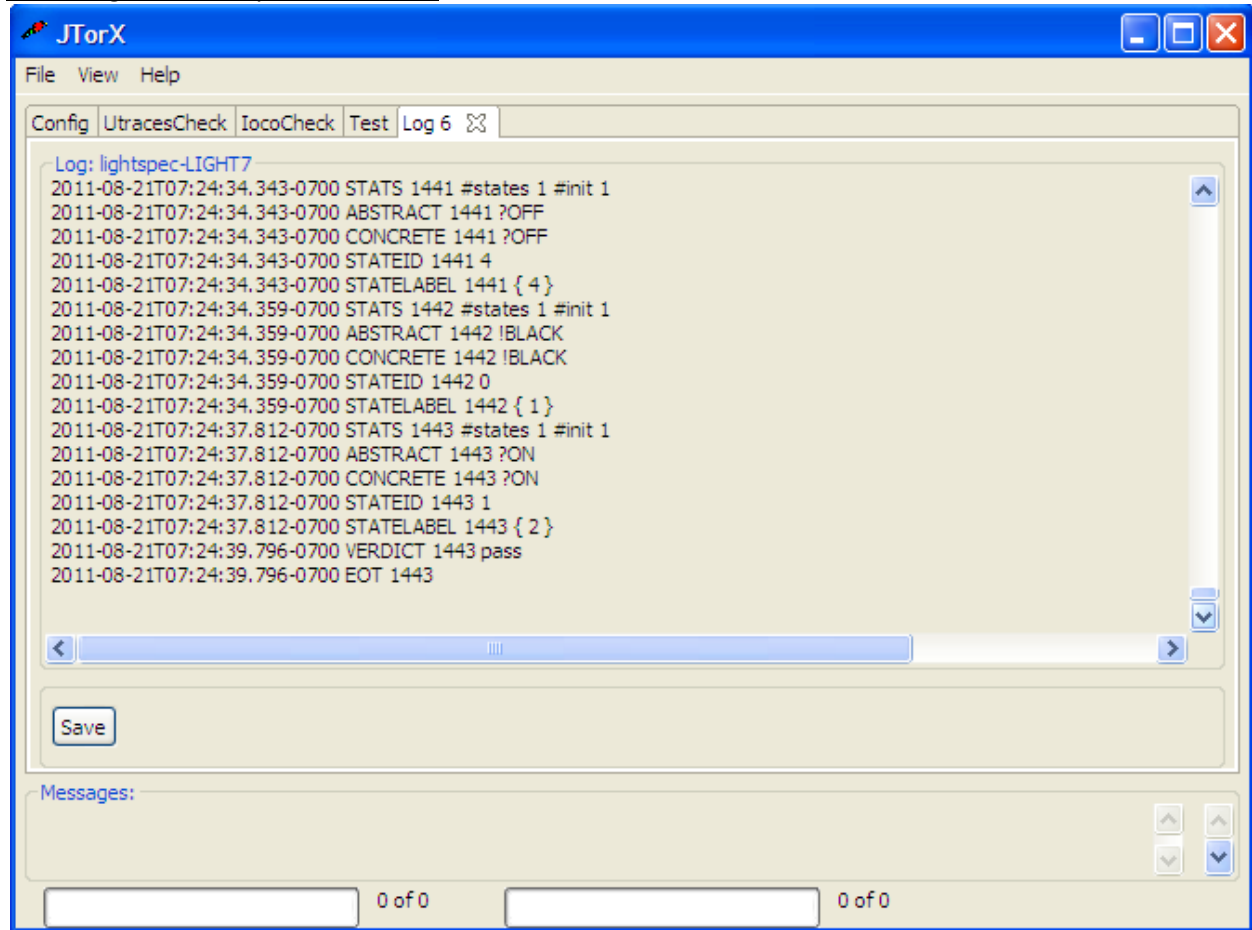 JTorX
File View Help
Config UtracesCheck IocoCheck Test Log 6
Log: lightspec-LIGHT7
2011-08-21T07:24:34.343-0700 STATS 1441 #states 1 #init 1
2011-08-21T07:24:34.343-0700 ABSTRACT 1441 ?OFF
2011-08-21T07:24:34.343-0700 CONCRETE 1441 ?OFF
2011-08-21T07:24:34.343-0700 STATEID 1441 4
2011-08-21T07:24:34.343-0700 STATELABEL 1441 { 4 }
2011-08-21T07:24:34.359-0700 STATS 1442 #states 1 #init 1
2011-08-21T07:24:34.359-0700 ABSTRACT 1442 !BLACK
2011-08-21T07:24:34.359-0700 CONCRETE 1442 !BLACK
2011-08-21T07:24:34.359-0700 STATEID 1442 0
2011-08-21T07:24:34.359-0700 STATELABEL 1442 { 1 }
2011-08-21T07:24:37.812-0700 STATS 1443 #states 1 #init 1
2011-08-21T07:24:37.812-0700 ABSTRACT 1443 ?ON
2011-08-21T07:24:37.812-0700 CONCRETE 1443 ?ON
2011-08-21T07:24:37.812-0700 STATEID 1443 1
2011-08-21T07:24:37.812-0700 STATELABEL 1443 { 2 }
2011-08-21T07:24:39.796-0700 VERDICT 1443 pass
2011-08-21T07:24:39.796-0700 EOT 1443
Save
Messages:
0 of 0 0 of 0